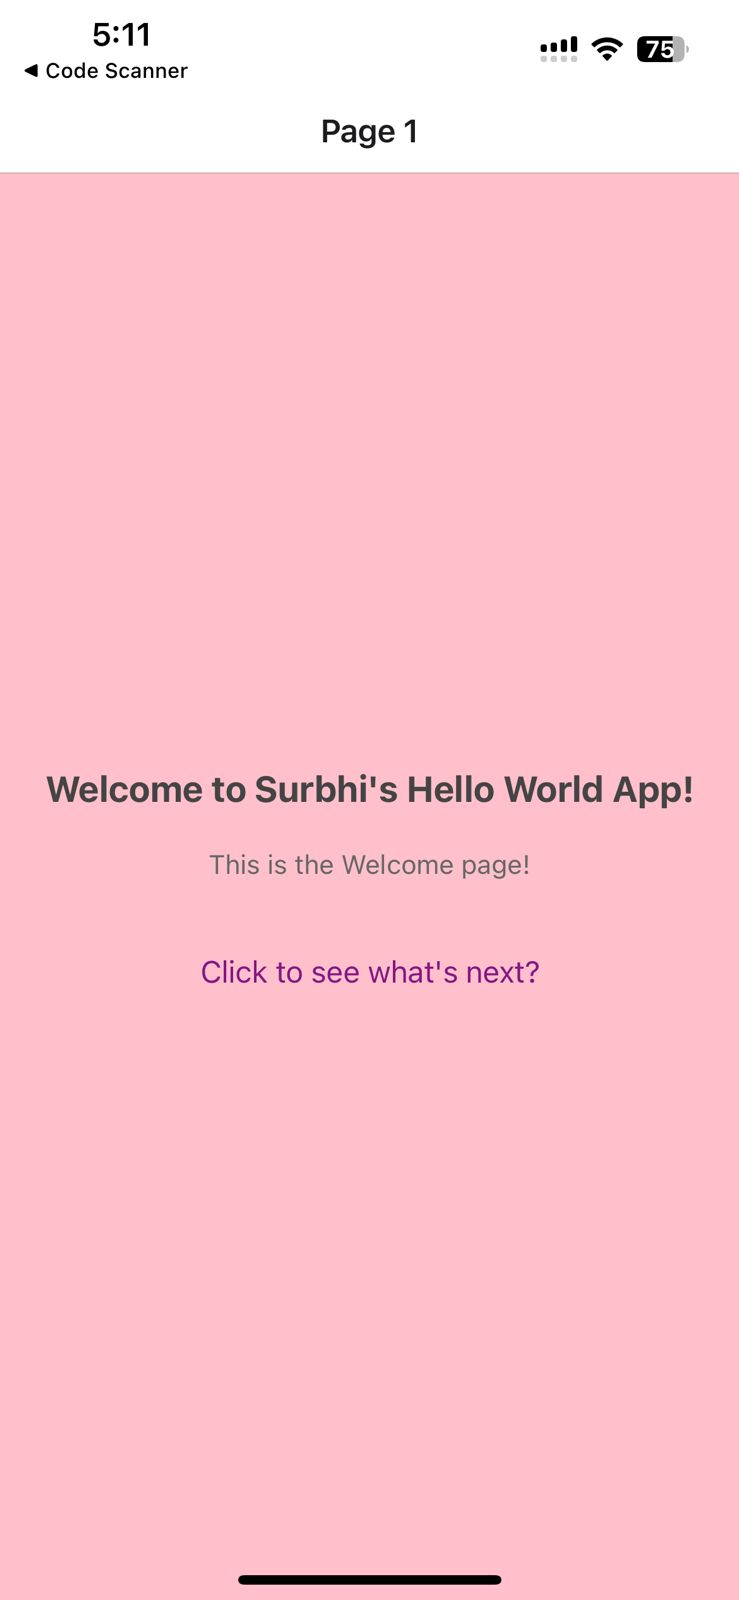 5:11
◀ Code Scanner
75
Page 1
Welcome to Surbhi's Hello World App!
This is the Welcome page!
Click to see what's next?